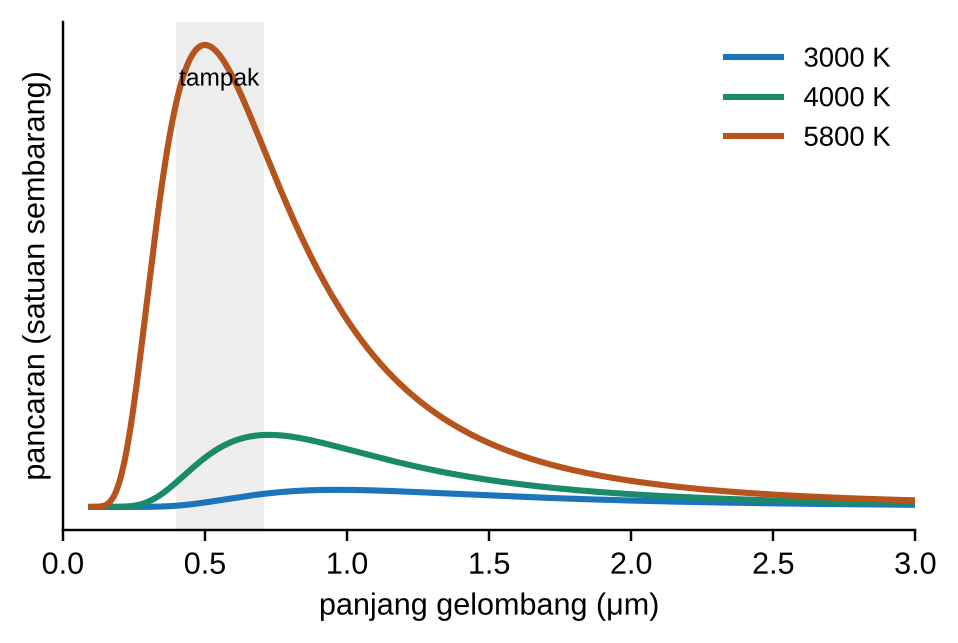 tampak
3000 K
4000 K
5800 K
pancaran (satuan sembarang)
0.0 0.5 1.0 1.5 2.0 2.5 3.0
panjang gelombang (μm)